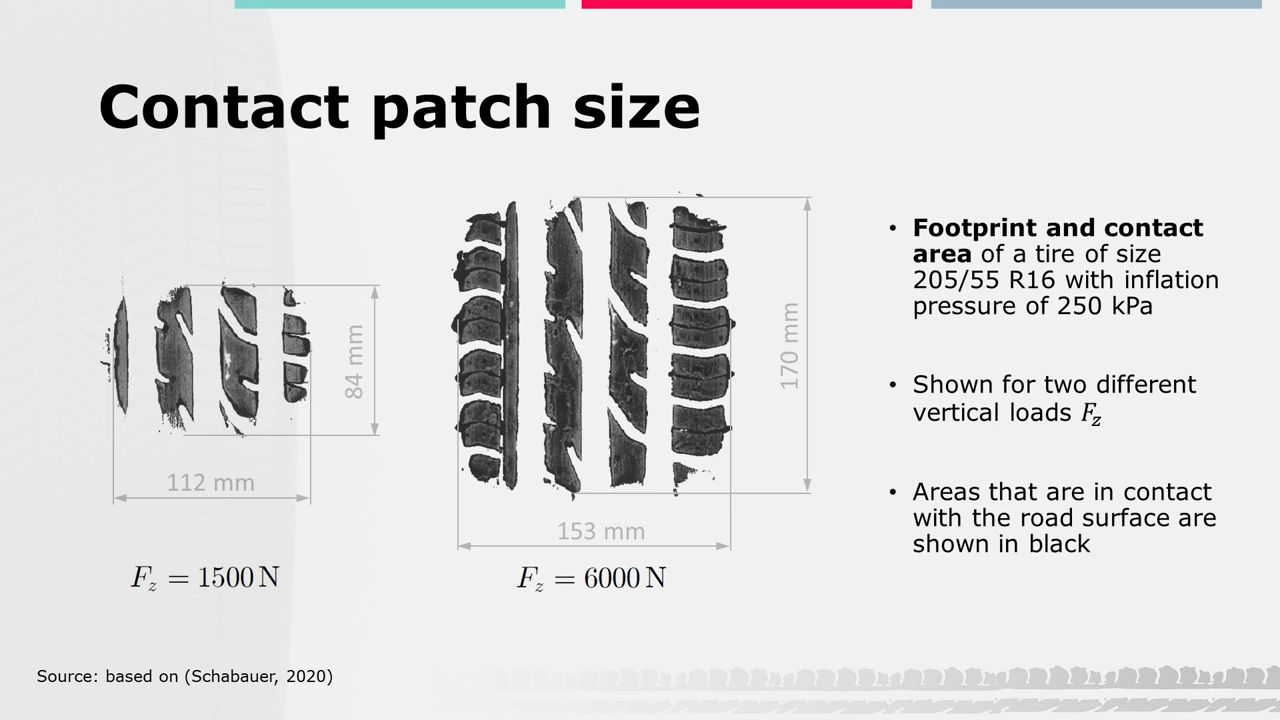 Contact patch size
84 mm
112 mm
F_z = 1500 N
170 mm
153 mm
F_z = 6000 N
• Footprint and contact
area of a tire of size
205/55 R16 with inflation
pressure of 250 kPa
• Shown for two different
vertical loads F_z
• Areas that are in contact
with the road surface are
shown in black
Source: based on (Schabauer, 2020)